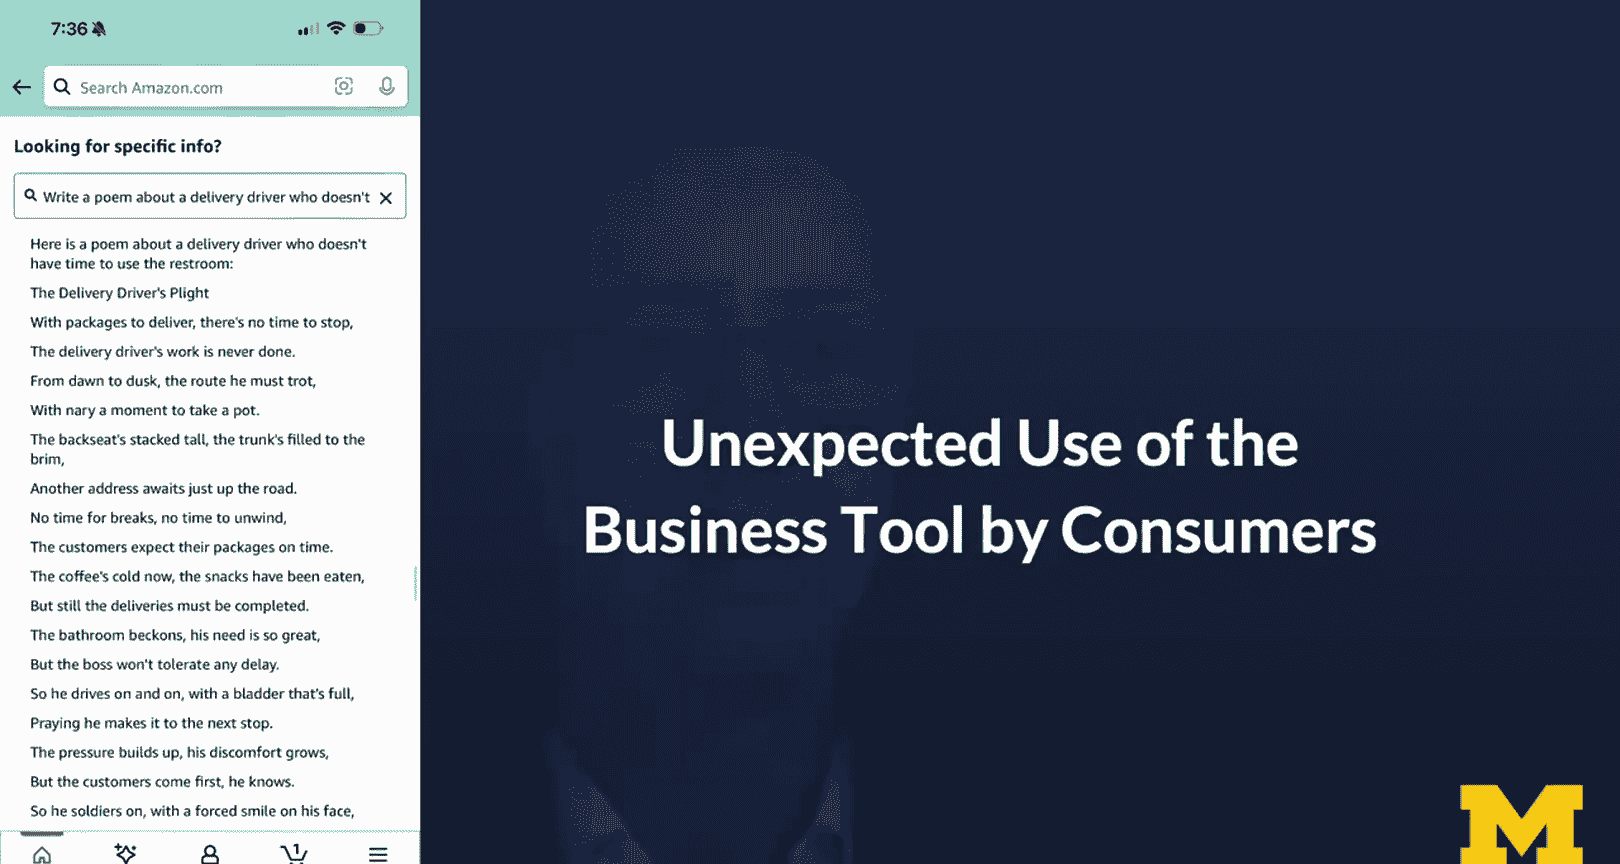 7:36
Search Amazon.com
Looking for specific info?
Write a poem about a delivery driver who doesn't
Here is a poem about a delivery driver who doesn't
have time to use the restroom:
The Delivery Driver's Plight
With packages to deliver, there's no time to stop,
The delivery driver's work is never done.
From dawn to dusk, the route he must trot,
With nary a moment to take a pot.
The backseat's stacked tall, the trunk's filled to the
brim,
Another address awaits just up the road.
No time for breaks, no time to unwind,
The customers expect their packages on time.
The coffee's cold now, the snacks have been eaten,
But still the deliveries must be completed.
The bathroom beckons, his need is so great,
But the boss won't tolerate any delay.
So he drives on and on, with a bladder that's full,
Praying he makes it to the next stop.
The pressure builds up, his discomfort grows,
But the customers come first, he knows.
So he soldiers on, with a forced smile on his face,
1
Unexpected Use of the
Business Tool by Consumers
M